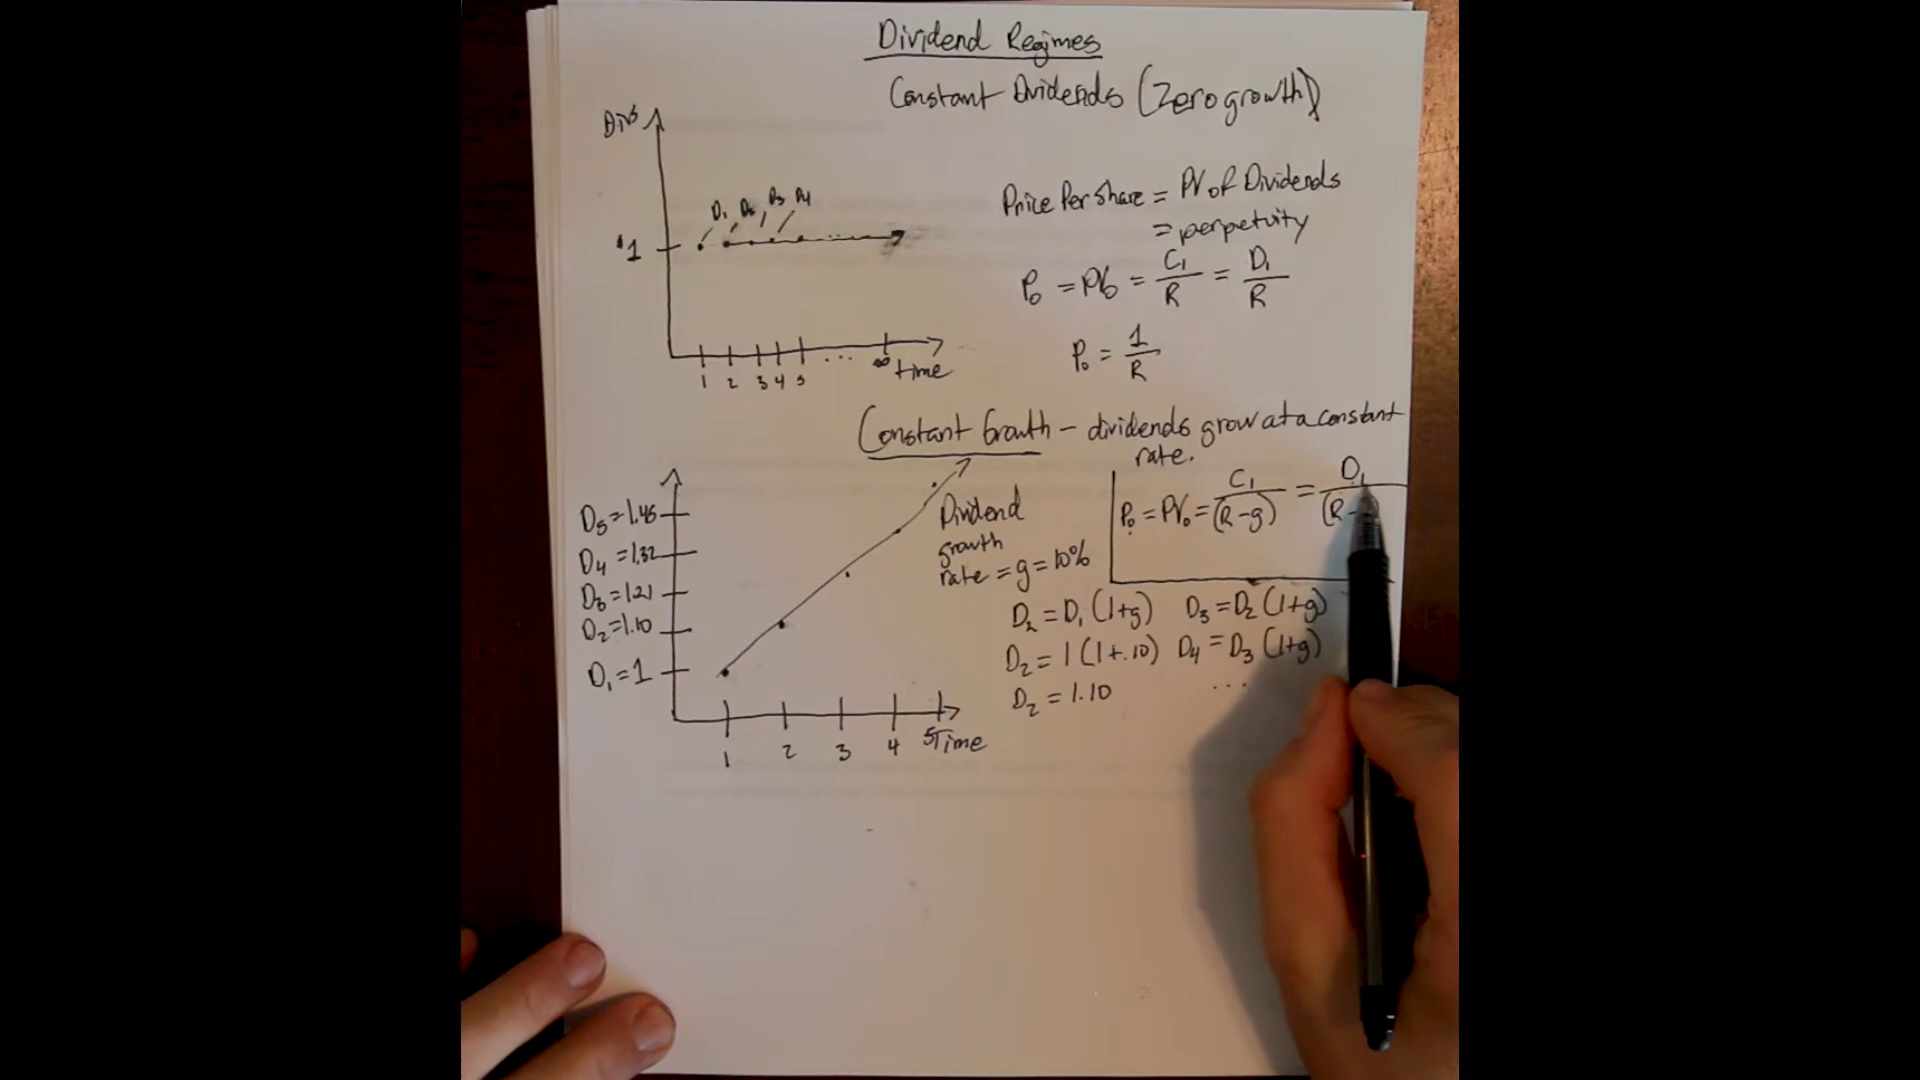 Dividend Regimes
Constant Dividends (Zero growth)
Divs
D1 D2 D3 D4
$1
1 2 3 4 5 ... ∞ time
Price Per Share = PV of Dividends
= perpetuity
P0 = PV0 = C1/R = D1/R
P0 = 1/R
Constant Growth – dividends grow at a constant
rate.
D5 = 1.45
D4 = 1.32
D3 = 1.21
D2 = 1.10
D1 = 1
1 2 3 4 5 Time
Dividend
growth
rate = g = 10%
P0 = PV0 = C1/(R-g) = D1/(R-
D2 = D1 (1+g) D3 = D2 (1+g)
D2 = 1 (1+.10) D4 = D3 (1+g)
D2 = 1.10 ...